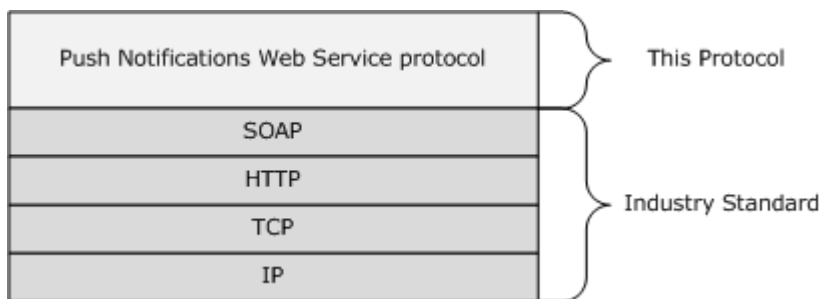 Push Notifications Web Service protocol
This Protocol
SOAP
HTTP
TCP
IP
Industry Standard